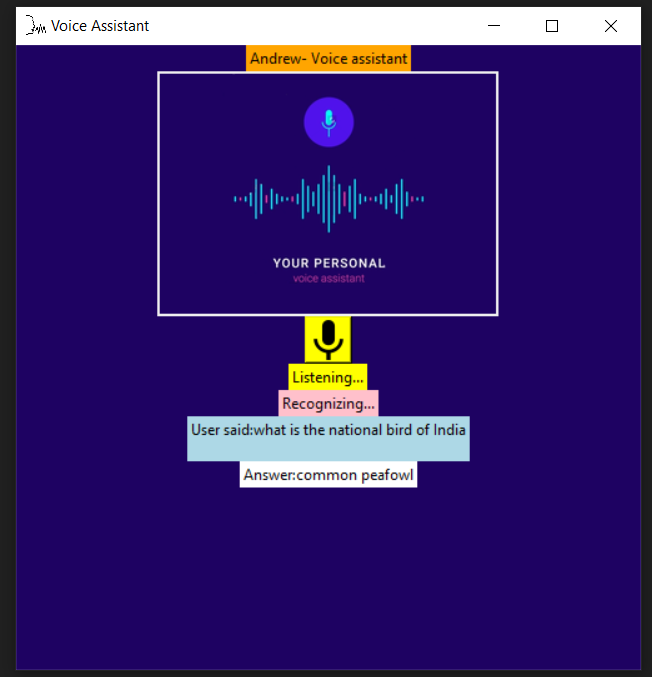 Voice Assistant
Andrew- Voice assistant
YOUR PERSONAL
voice assistant
Listening...
Recognizing...
User said:what is the national bird of India
Answer:common peafowl